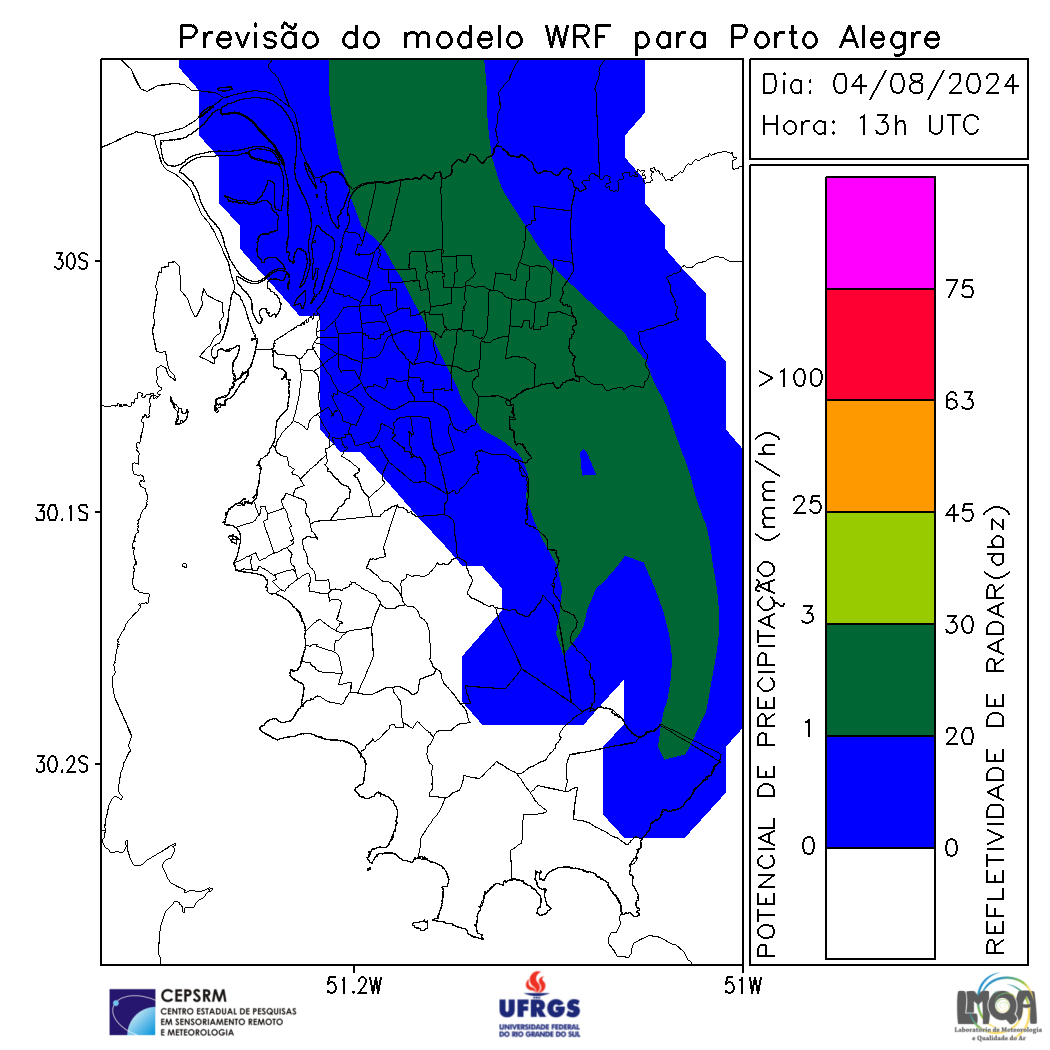 Previsão do modelo WRF para Porto Alegre
Dia: 04/08/2024
Hora: 13h UTC
30S
30.1S
30.2S
51.2W
51W
POTENCIAL DE PRECIPITAÇÃO (mm/h)
>100
25
3
1
0
75
63
45
30
20
0
REFLETIVIDADE DE RADAR(dbz)
CEPSRM
CENTRO ESTADUAL DE PESQUISAS
EM SENSORIAMENTO REMOTO
E METEOROLOGIA
UFRGS
UNIVERSIDADE FEDERAL
DO RIO GRANDE DO SUL
LMQA
Laboratório de Meteorologia
e Qualidade do Ar